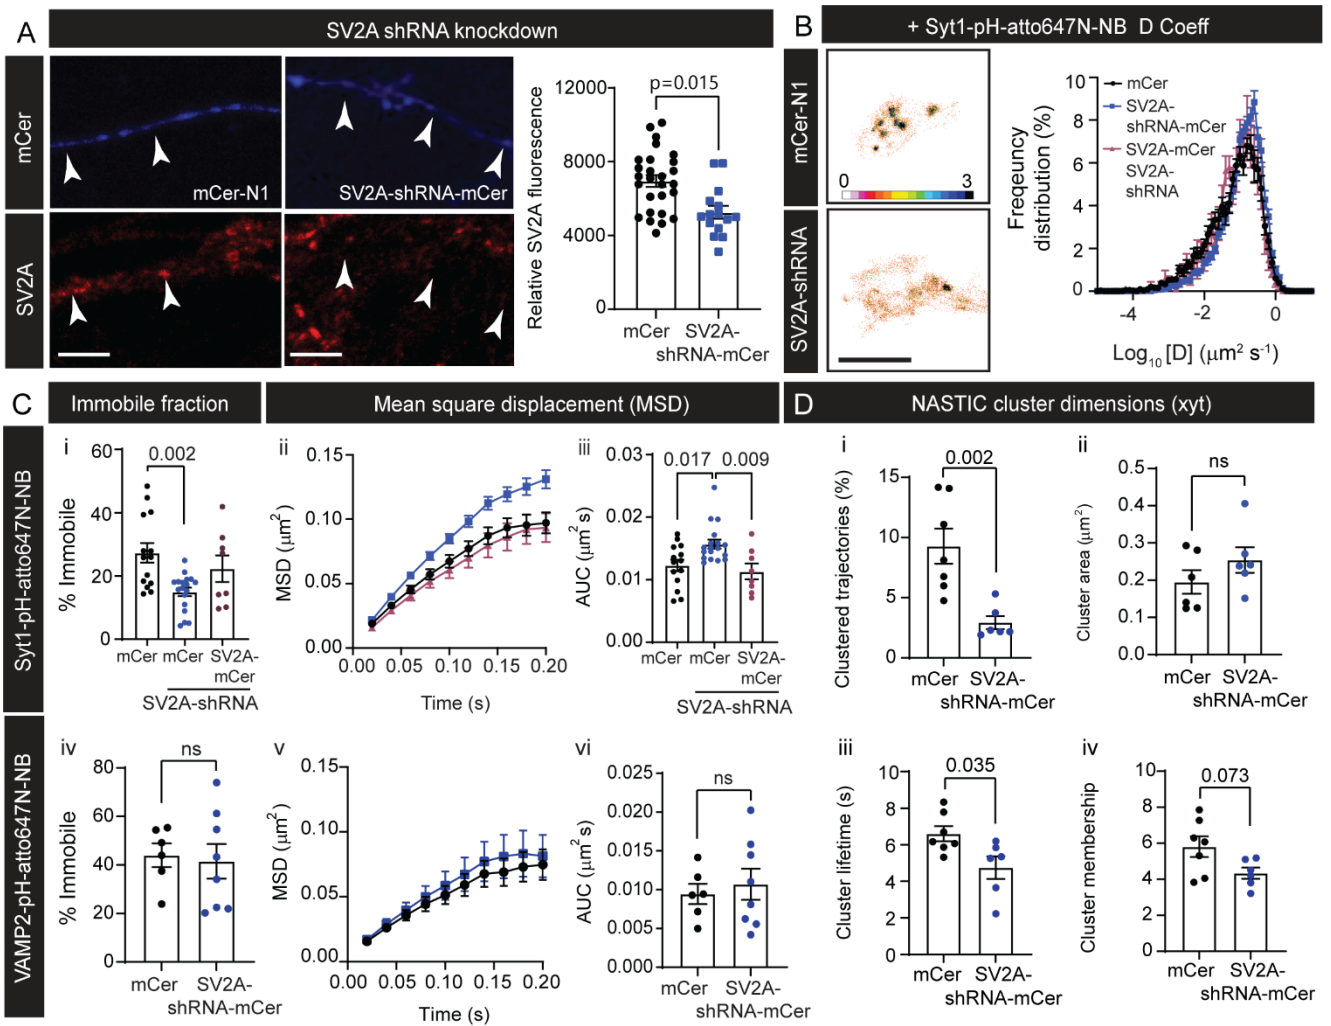 A
SV2A shRNA knockdown
mCer
mCer-N1
SV2A-shRNA-mCer
SV2A
Relative SV2A fluorescence
p=0.015
12000
8000
4000
0
mCer
SV2A-
shRNA-mCer
B
+ Syt1-pH-atto647N-NB D Coeff
mCer-N1
0
3
SV2A-shRNA
Freqeuncy
distribution (%)
10
8
6
4
2
0
mCer
SV2A-
shRNA-mCer
SV2A-mCer
SV2A-
shRNA
-4
-2
0
Log10 [D] (μm² s⁻¹)
C
Immobile fraction
Mean square displacement (MSD)
Syt1-pH-atto647N-NB
i
% Immobile
60
40
20
0
0.002
mCer
mCer
SV2A-
mCer
SV2A-shRNA
ii
MSD (μm²)
0.15
0.10
0.05
0.00
0.00
0.05
0.10
0.15
0.20
Time (s)
iii
AUC (μm² s)
0.03
0.02
0.01
0.00
0.017
0.009
mCer
mCer
SV2A-
mCer
SV2A-shRNA
VAMP2-pH-atto647N-NB
iv
% Immobile
80
60
40
20
0
ns
mCer
SV2A-
shRNA-mCer
v
MSD (μm²)
0.15
0.10
0.05
0.00
0.00
0.05
0.10
0.15
0.20
Time (s)
vi
AUC (μm² s)
0.025
0.020
0.015
0.010
0.005
0.000
ns
mCer
SV2A-
shRNA-mCer
D
NASTIC cluster dimensions (xyt)
i
Clustered trajectories (%)
15
10
5
0
0.002
mCer
SV2A-
shRNA-mCer
ii
Cluster area (μm²)
0.5
0.4
0.3
0.2
0.1
0.0
ns
mCer
SV2A-
shRNA-mCer
iii
Cluster lifetime (s)
10
8
6
4
2
0
0.035
mCer
SV2A-
shRNA-mCer
iv
Cluster membership
10
8
6
4
2
0
0.073
mCer
SV2A-
shRNA-mCer